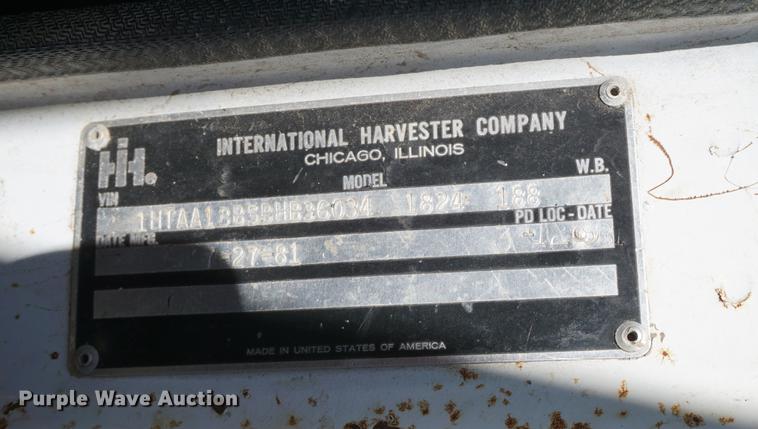 INTERNATIONAL HARVESTER COMPANY
CHICAGO, ILLINOIS
IH®
VIN MODEL W.B.
1824 188
DATE MFG. PD LOC-DATE
-27-81
MADE IN UNITED STATES OF AMERICA
Purple Wave Auction